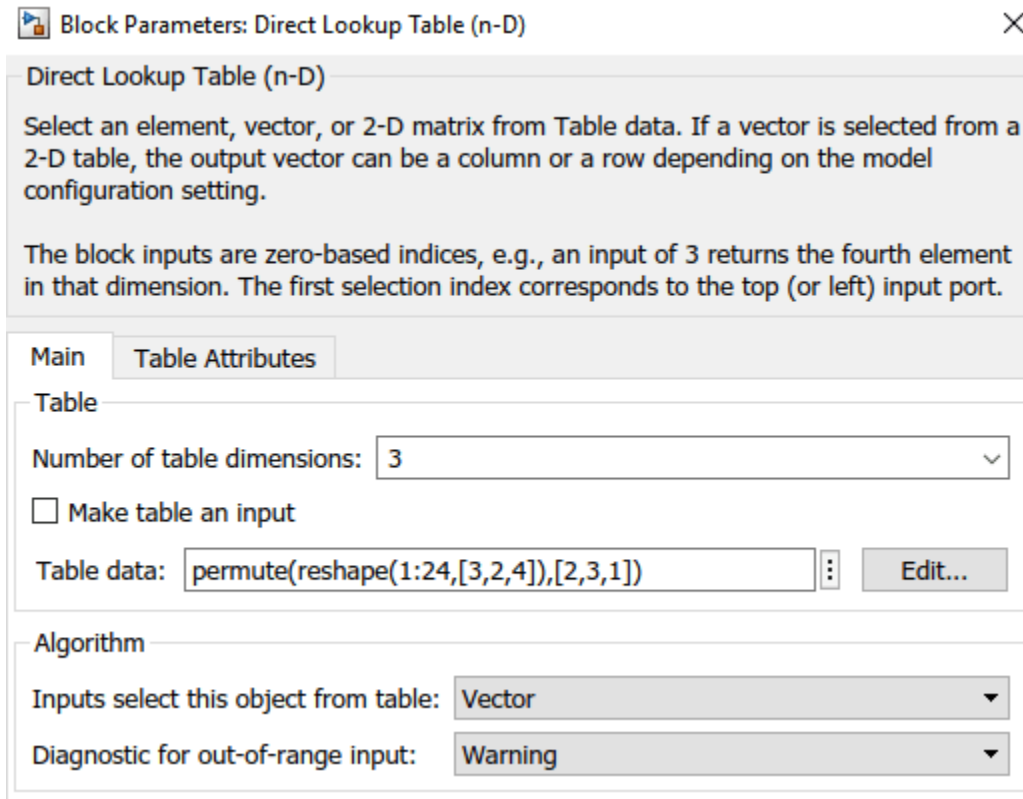 Block Parameters: Direct Lookup Table (n-D)
Direct Lookup Table (n-D)
Select an element, vector, or 2-D matrix from Table data. If a vector is selected from a
2-D table, the output vector can be a column or a row depending on the model
configuration setting.
The block inputs are zero-based indices, e.g., an input of 3 returns the fourth element
in that dimension. The first selection index corresponds to the top (or left) input port.
Main Table Attributes
Table
Number of table dimensions: 3
Make table an input
Table data: permute(reshape(1:24,[3,2,4]),[2,3,1]) Edit...
Algorithm
Inputs select this object from table: Vector
Diagnostic for out-of-range input: Warning